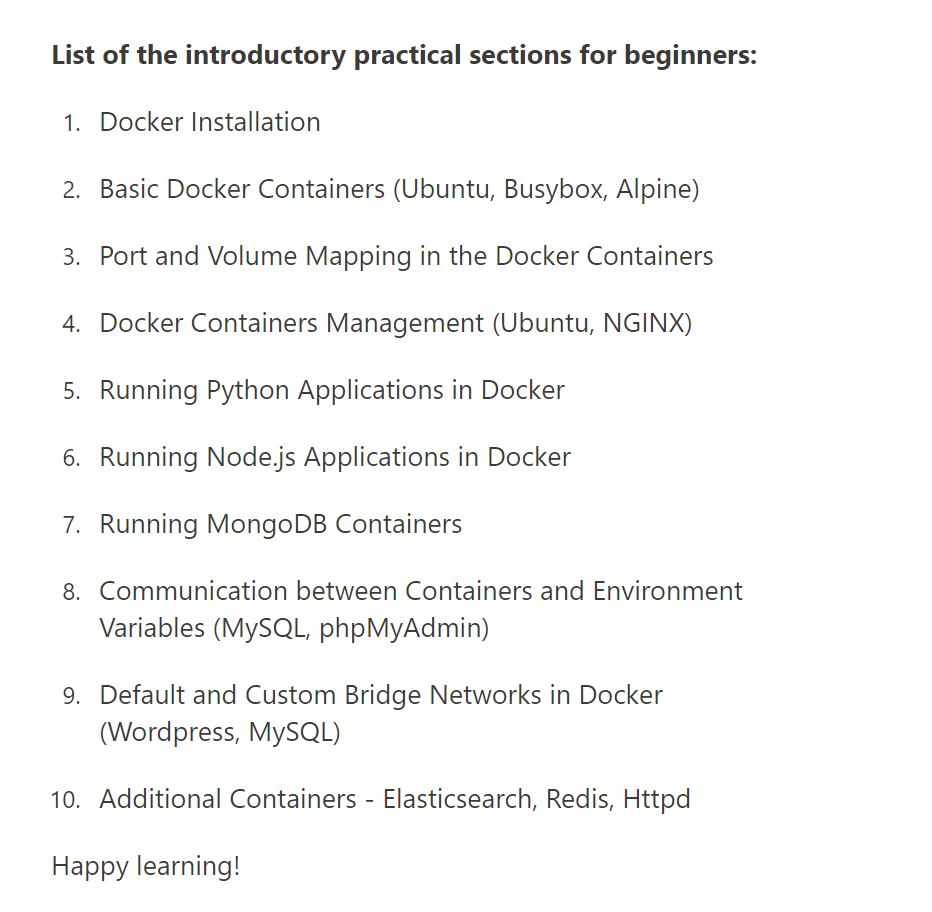 List of the introductory practical sections for beginners:
1. Docker Installation
2. Basic Docker Containers (Ubuntu, Busybox, Alpine)
3. Port and Volume Mapping in the Docker Containers
4. Docker Containers Management (Ubuntu, NGINX)
5. Running Python Applications in Docker
6. Running Node.js Applications in Docker
7. Running MongoDB Containers
8. Communication between Containers and Environment
Variables (MySQL, phpMyAdmin)
9. Default and Custom Bridge Networks in Docker
(Wordpress, MySQL)
10. Additional Containers - Elasticsearch, Redis, Httpd
Happy learning!